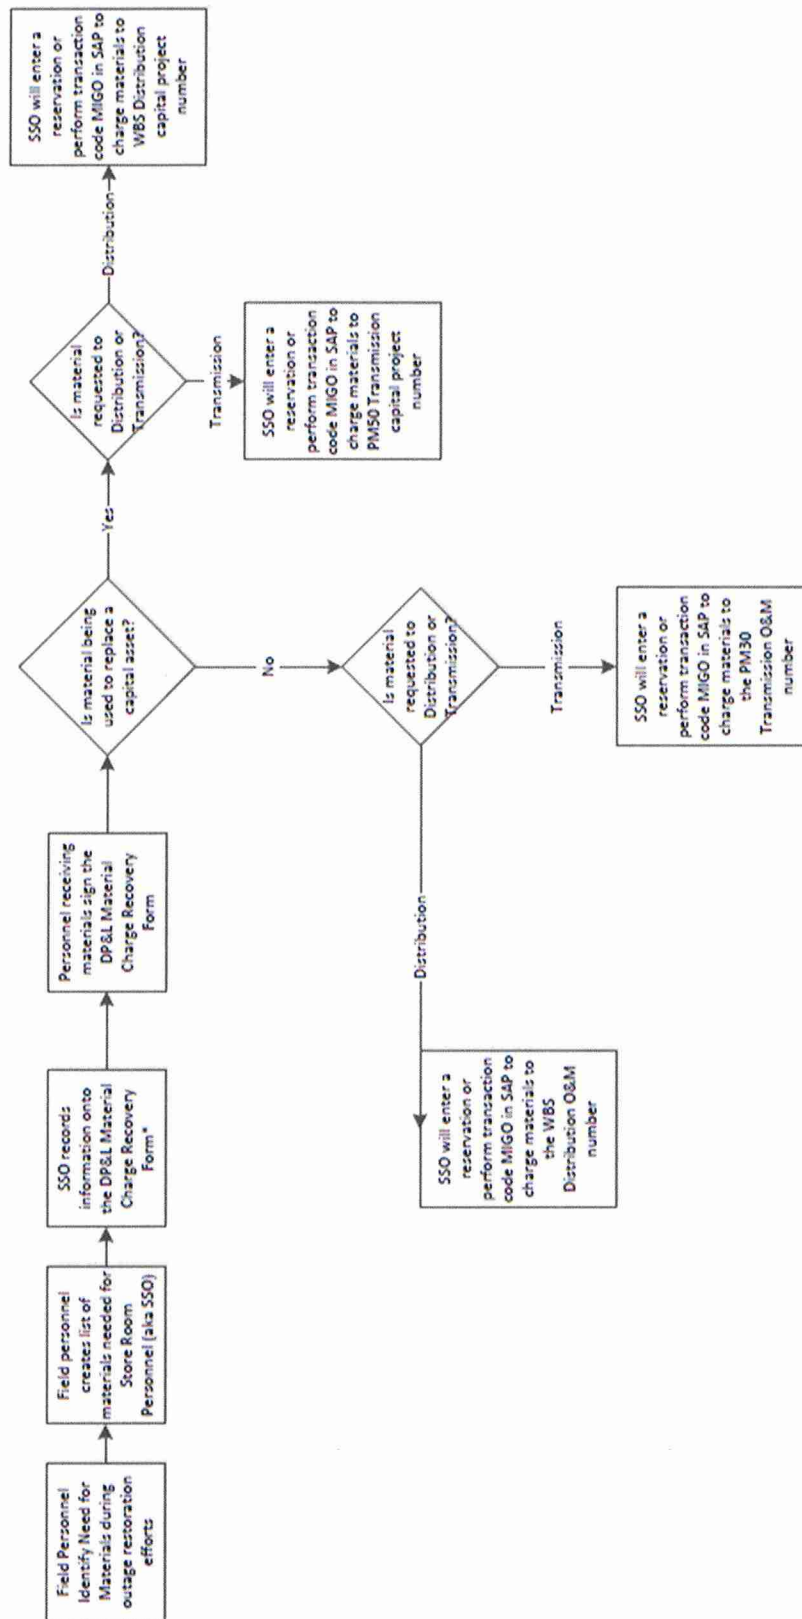 Field Personnel
Identify Need for
Materials during
outage restoration
efforts
Field personnel
creates list of
materials needed for
Store Room
Personnel (aka SSO)
SSO records
information onto
the DP&L Material
Charge Recovery
Form*
Personnel receiving
materials sign the
DP&L Material
Charge Recovery
Form
Is material being
used to replace a
capital asset?
Yes
Is material
requested to
Distribution or
Transmission?
Distribution
SSO will enter a
reservation or
perform transaction
code MIGO in SAP to
charge materials to
WBS Distribution
capital project
number
Transmission
SSO will enter a
reservation or
perform transaction
code MIGO in SAP to
charge materials to
PM50 Transmission
capital project
number
No
Is material
requested to
Distribution or
Transmission?
Distribution
SSO will enter a
reservation or
perform transaction
code MIGO in SAP to
charge materials to
the WBS
Distribution O&M
number
Transmission
SSO will enter a
reservation or
perform transaction
code MIGO in SAP to
charge materials to
the PM30
Transmission O&M
number